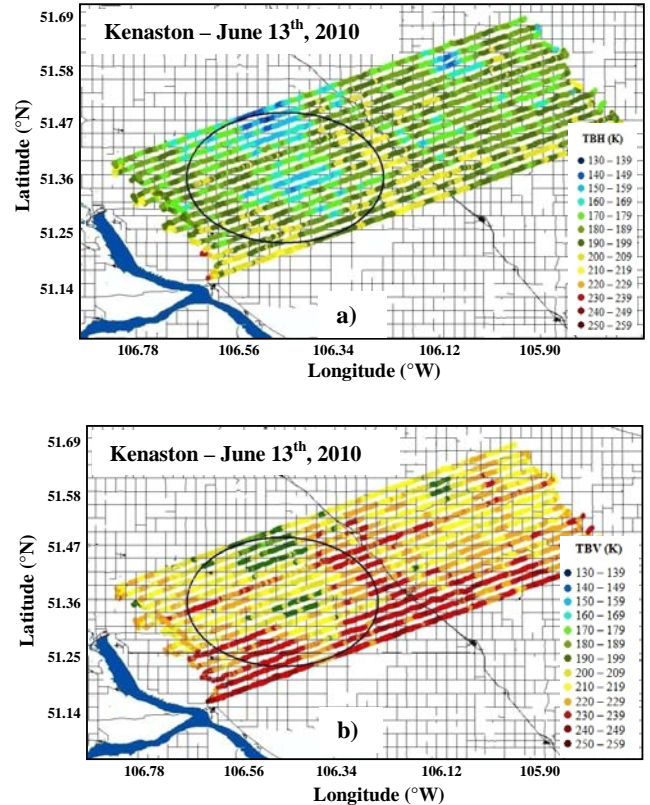 Kenaston – June 13th, 2010
51.69
51.58
51.47
51.36
51.25
51.14
Latitude (°N)
TBH (K)
130 – 139
140 – 149
150 – 159
160 – 169
170 – 179
180 – 189
190 – 199
200 – 209
210 – 219
220 – 229
230 – 239
240 – 249
250 – 259
a)
106.78 106.56 106.34 106.12 105.90
Longitude (°W)
Kenaston – June 13th, 2010
51.69
51.58
51.47
51.36
51.25
51.14
Latitude (°N)
TBV (K)
130 – 139
140 – 149
150 – 159
160 – 169
170 – 179
180 – 189
190 – 199
200 – 209
210 – 219
220 – 229
230 – 239
240 – 249
250 – 259
b)
106.78 106.56 106.34 106.12 105.90
Longitude (°W)